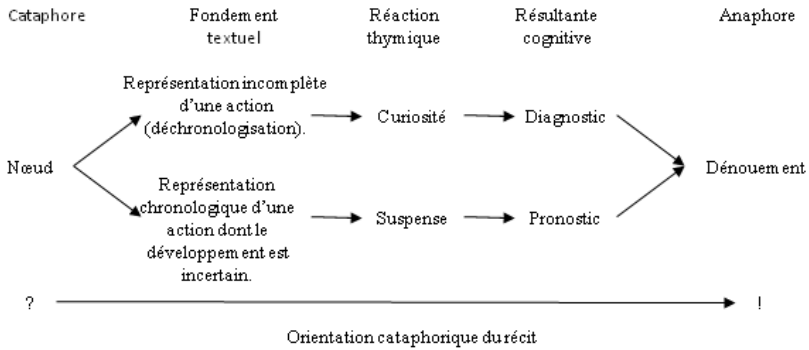 Cataphore Fondement Réaction Résultante Anaphore
textuel thymique cognitive
Représentation incomplète
d'une action
(déchronologisation).
Curiosité
Diagnostic
Nœud
Dénouement
Représentation
chronologique d'une
action dont le
développement est
incertain.
Suspense
Pronostic
? !
Orientation cataphorique du récit